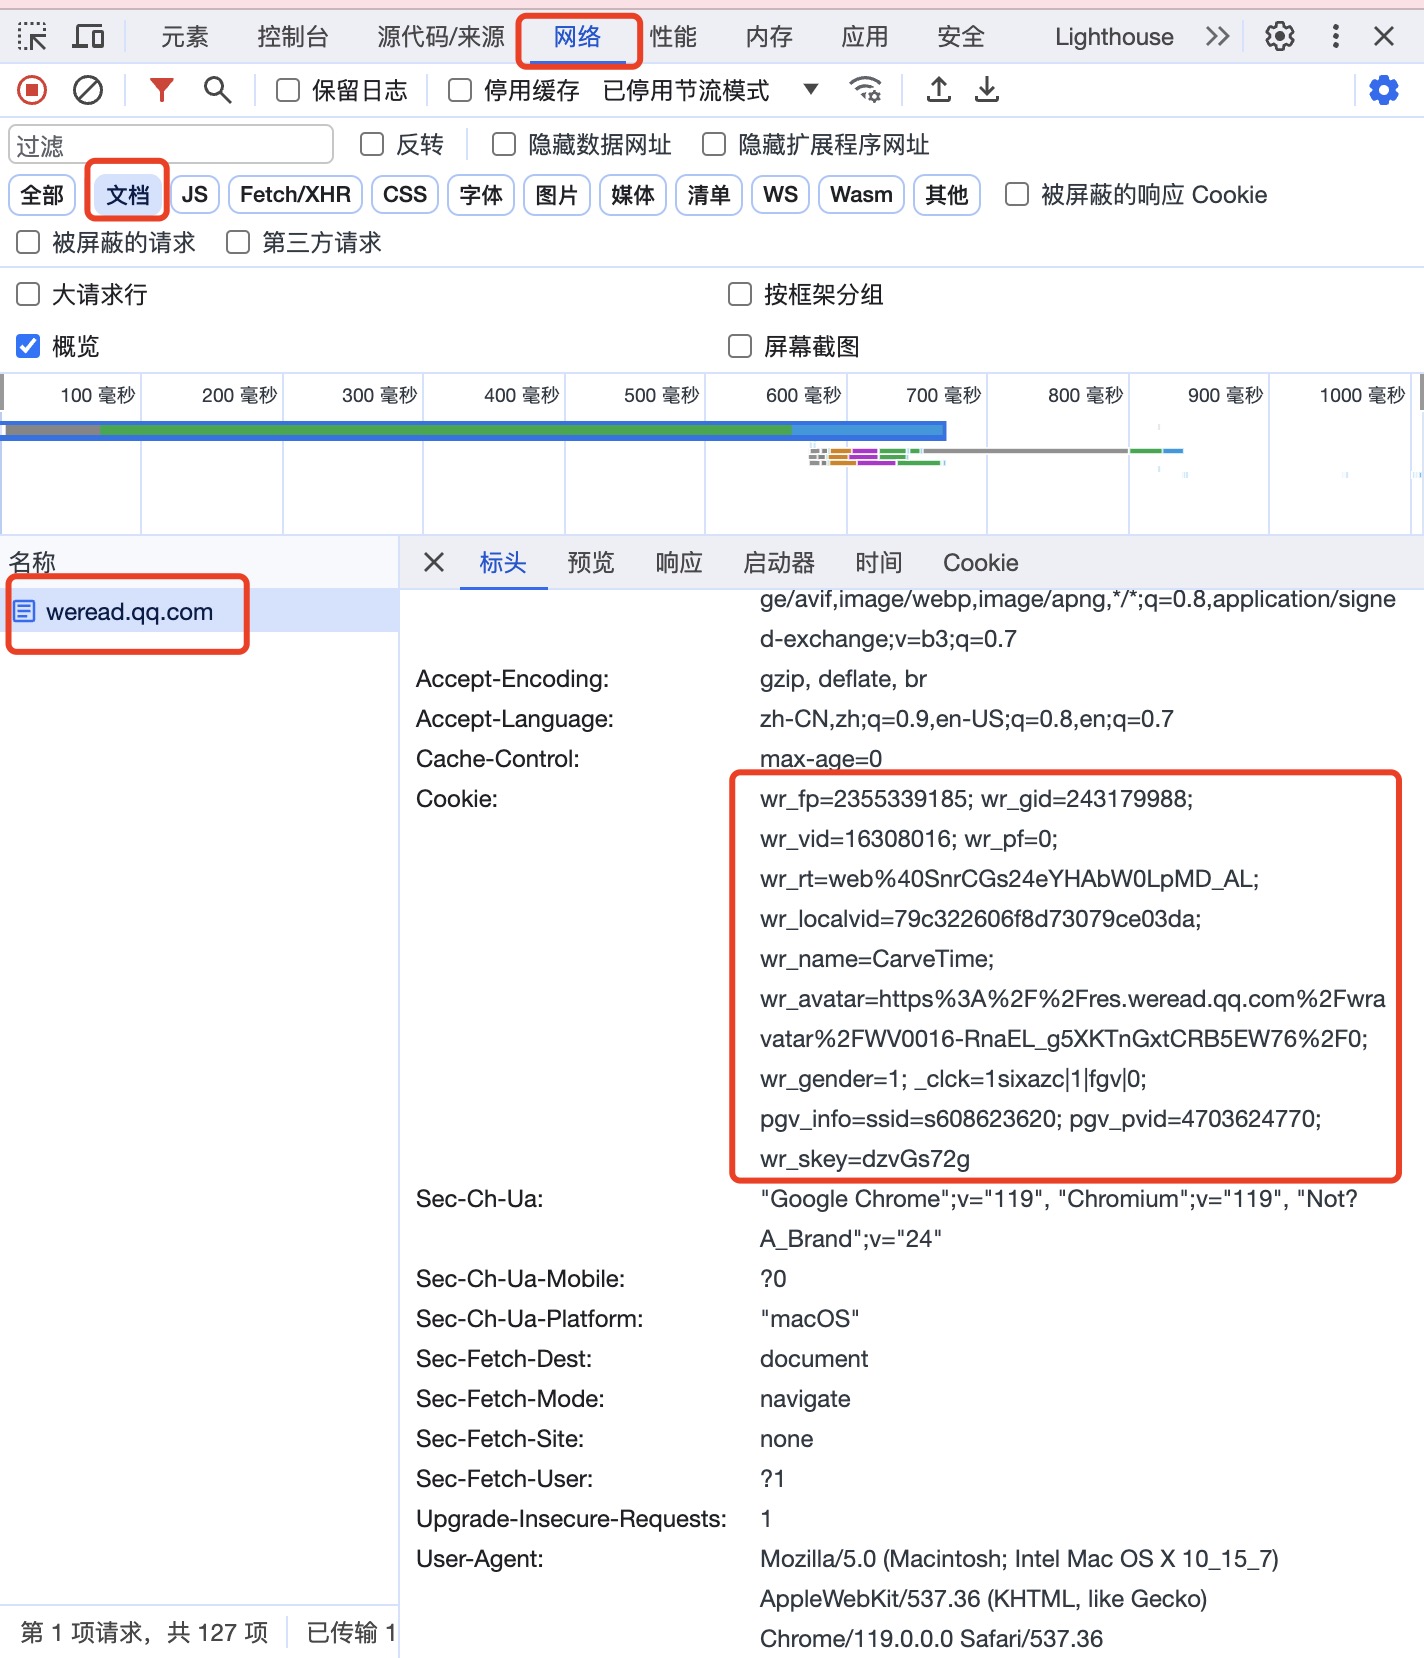 元素 控制台 源代码/来源 网络 性能 内存 应用 安全 Lighthouse
保留日志 停用缓存 已停用节流模式
过滤 反转 隐藏数据网址 隐藏扩展程序网址
全部 文档 JS Fetch/XHR CSS 字体 图片 媒体 清单 WS Wasm 其他 被屏蔽的响应 Cookie
被屏蔽的请求 第三方请求
大请求行 按框架分组
概览 屏幕截图
100 毫秒 200 毫秒 300 毫秒 400 毫秒 500 毫秒 600 毫秒 700 毫秒 800 毫秒 900 毫秒 1000 毫秒
名称 标头 预览 响应 启动器 时间 Cookie
weread.qq.com
ge/avif,image/webp,image/apng,*/*;q=0.8,application/signe
d-exchange;v=b3;q=0.7
Accept-Encoding: gzip, deflate, br
Accept-Language: zh-CN,zh;q=0.9,en-US;q=0.8,en;q=0.7
Cache-Control: max-age=0
Cookie: wr_fp=2355339185; wr_gid=243179988;
wr_vid=16308016; wr_pf=0;
wr_rt=web%40SnrCGs24eYHAbW0LpMD_AL;
wr_localvid=79c322606f8d73079ce03da;
wr_name=CarveTime;
wr_avatar=https%3A%2F%2Fres.weread.qq.com%2Fwra
vatar%2FWV0016-RnaEL_g5XKTnGxtCRB5EW76%2F0;
wr_gender=1; _clck=1sixazc|1|fgv|0;
pgv_info=ssid=s608623620; pgv_pvid=4703624770;
wr_skey=dzvGs72g
Sec-Ch-Ua: "Google Chrome";v="119", "Chromium";v="119", "Not?
A_Brand";v="24"
Sec-Ch-Ua-Mobile: ?0
Sec-Ch-Ua-Platform: "macOS"
Sec-Fetch-Dest: document
Sec-Fetch-Mode: navigate
Sec-Fetch-Site: none
Sec-Fetch-User: ?1
Upgrade-Insecure-Requests: 1
User-Agent: Mozilla/5.0 (Macintosh; Intel Mac OS X 10_15_7)
AppleWebKit/537.36 (KHTML, like Gecko)
Chrome/119.0.0.0 Safari/537.36
第 1 项请求，共 127 项 已传输 1